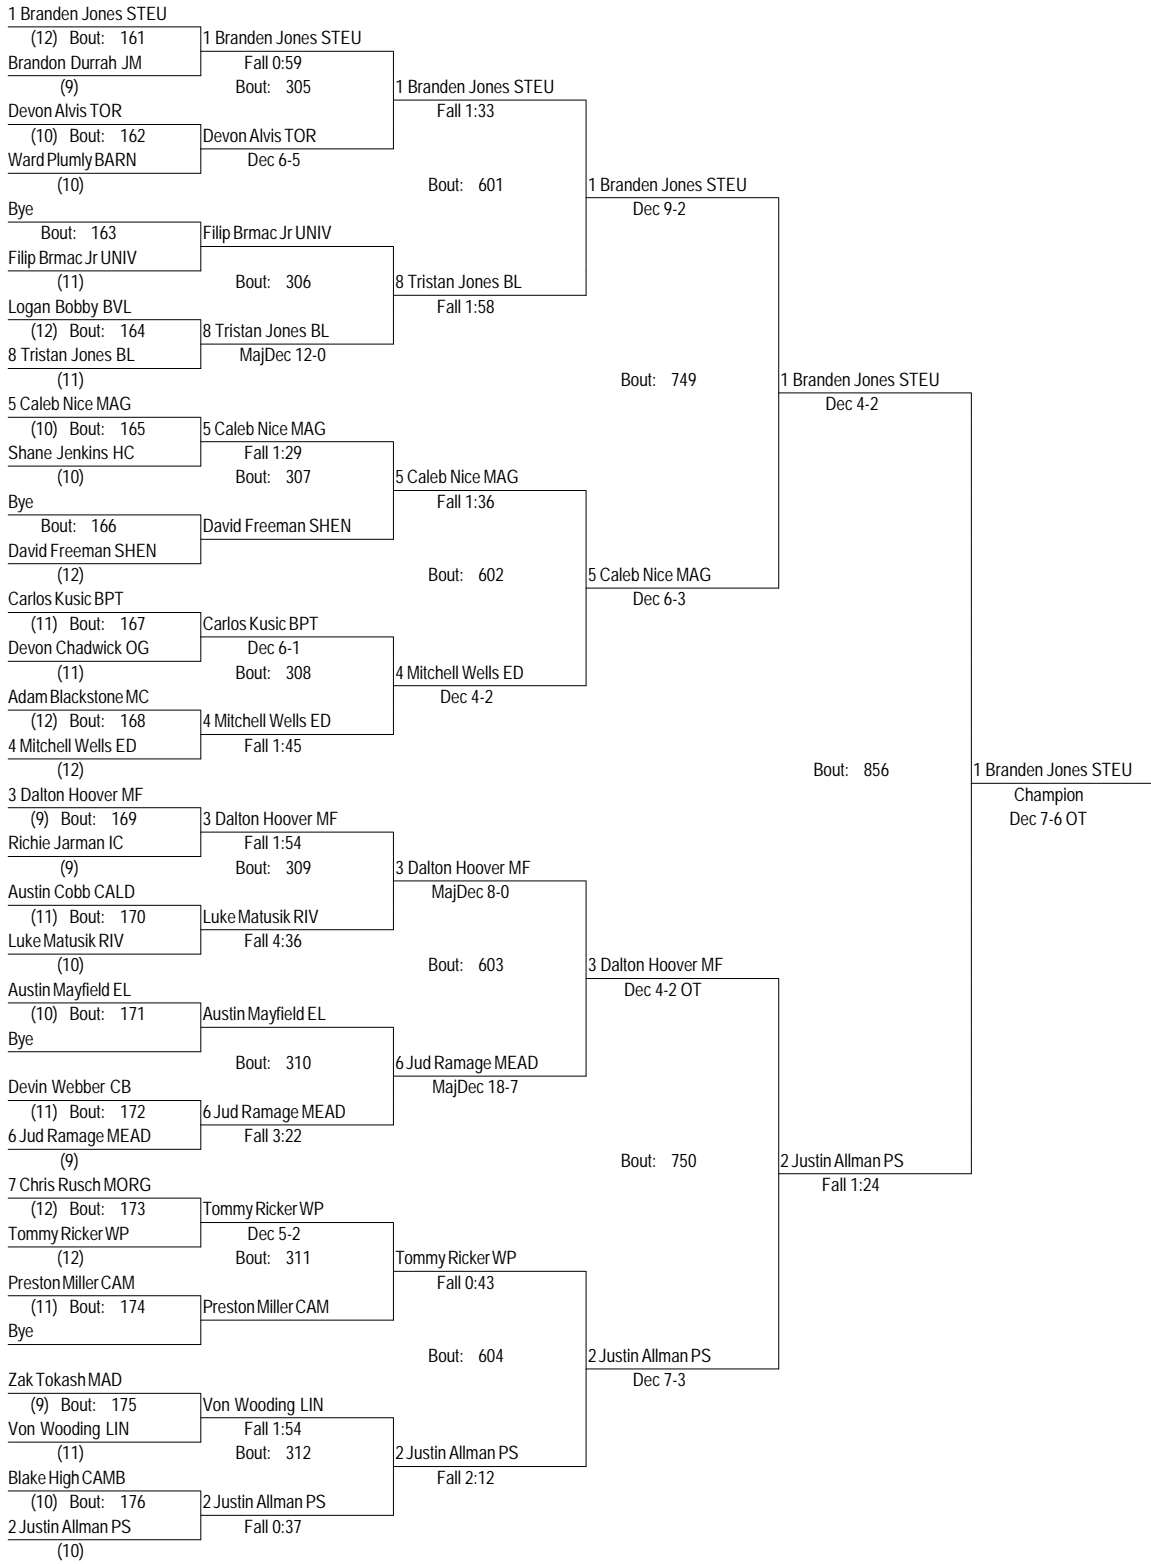 1 Branden Jones STEU
(12) Bout: 161
1 Branden Jones STEU
Brandon Durrah JM
Fall 0:59
(9)
Bout: 305
1 Branden Jones STEU
Devon Alvis TOR
Fall 1:33
(10) Bout: 162
Devon Alvis TOR
Ward Plumly BARN
Dec 6-5
(10)
Bout: 601
1 Branden Jones STEU
Bye
Dec 9-2
Bout: 163
Filip Brmac Jr UNIV
Filip Brmac Jr UNIV
(11)
Bout: 306
8 Tristan Jones BL
Logan Bobby BVL
Fall 1:58
(12) Bout: 164
8 Tristan Jones BL
8 Tristan Jones BL
MajDec 12-0
(11)
Bout: 749
1 Branden Jones STEU
5 Caleb Nice MAG
Dec 4-2
(10) Bout: 165
5 Caleb Nice MAG
Shane Jenkins HC
Fall 1:29
(10)
Bout: 307
5 Caleb Nice MAG
Bye
Fall 1:36
Bout: 166
David Freeman SHEN
David Freeman SHEN
(12)
Bout: 602
5 Caleb Nice MAG
Carlos Kusic BPT
Dec 6-3
(11) Bout: 167
Carlos Kusic BPT
Devon Chadwick OG
Dec 6-1
(11)
Bout: 308
4 Mitchell Wells ED
Adam Blackstone MC
Dec 4-2
(12) Bout: 168
4 Mitchell Wells ED
4 Mitchell Wells ED
Fall 1:45
(12)
Bout: 856
1 Branden Jones STEU
3 Dalton Hoover MF
Champion
(9) Bout: 169
3 Dalton Hoover MF
Dec 7-6 OT
Richie Jarman IC
Fall 1:54
(9)
Bout: 309
3 Dalton Hoover MF
Austin Cobb CALD
MajDec 8-0
(11) Bout: 170
Luke Matusik RIV
Luke Matusik RIV
Fall 4:36
(10)
Bout: 603
3 Dalton Hoover MF
Austin Mayfield EL
Dec 4-2 OT
(10) Bout: 171
Austin Mayfield EL
Bye
Bout: 310
6 Jud Ramage MEAD
Devin Webber CB
MajDec 18-7
(11) Bout: 172
6 Jud Ramage MEAD
6 Jud Ramage MEAD
Fall 3:22
(9)
Bout: 750
2 Justin Allman PS
7 Chris Rusch MORG
Fall 1:24
(12) Bout: 173
Tommy Ricker WP
Tommy Ricker WP
Dec 5-2
(12)
Bout: 311
Tommy Ricker WP
Preston Miller CAM
Fall 0:43
(11) Bout: 174
Preston Miller CAM
Bye
Bout: 604
2 Justin Allman PS
Zak Tokash MAD
Dec 7-3
(9) Bout: 175
Von Wooding LIN
Von Wooding LIN
Fall 1:54
(11)
Bout: 312
2 Justin Allman PS
Blake High CAMB
Fall 2:12
(10) Bout: 176
2 Justin Allman PS
2 Justin Allman PS
Fall 0:37
(10)